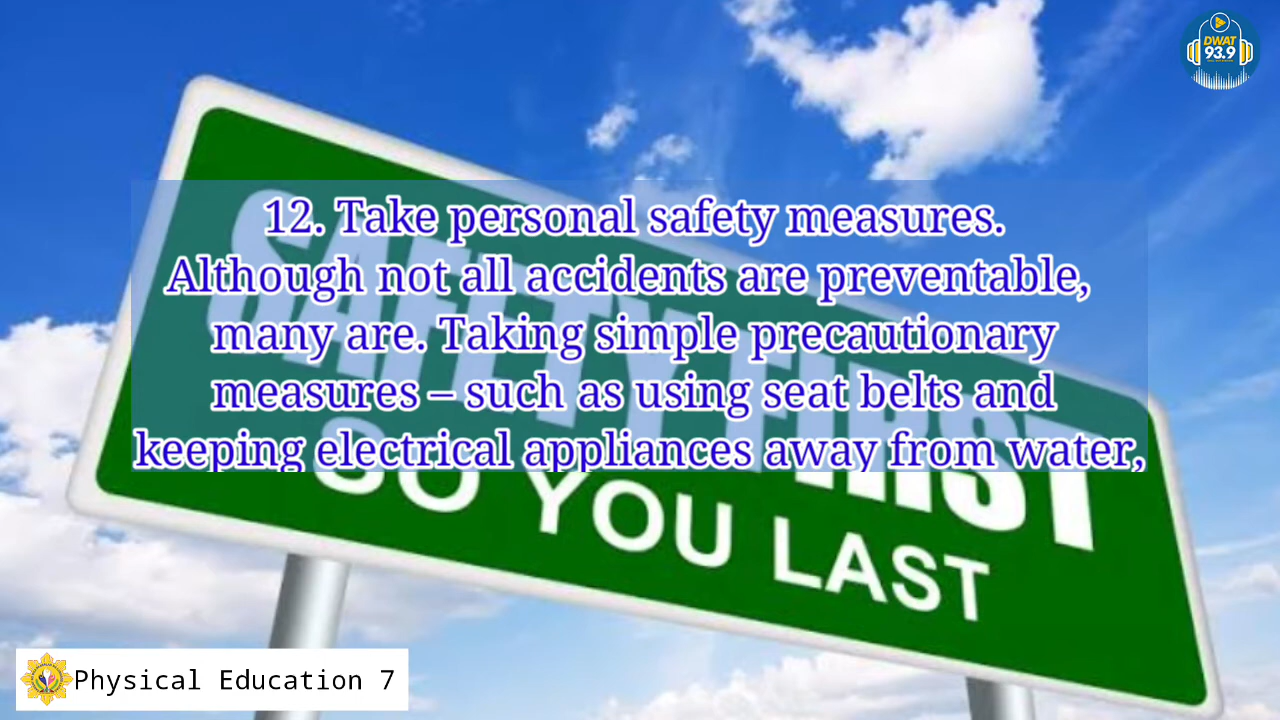 DWAT
93.9
12. Take personal safety measures.
Although not all accidents are preventable,
many are. Taking simple precautionary
measures – such as using seat belts and
keeping electrical appliances away from water,
SAFETY FIRST
SO YOU LAST
Physical Education 7